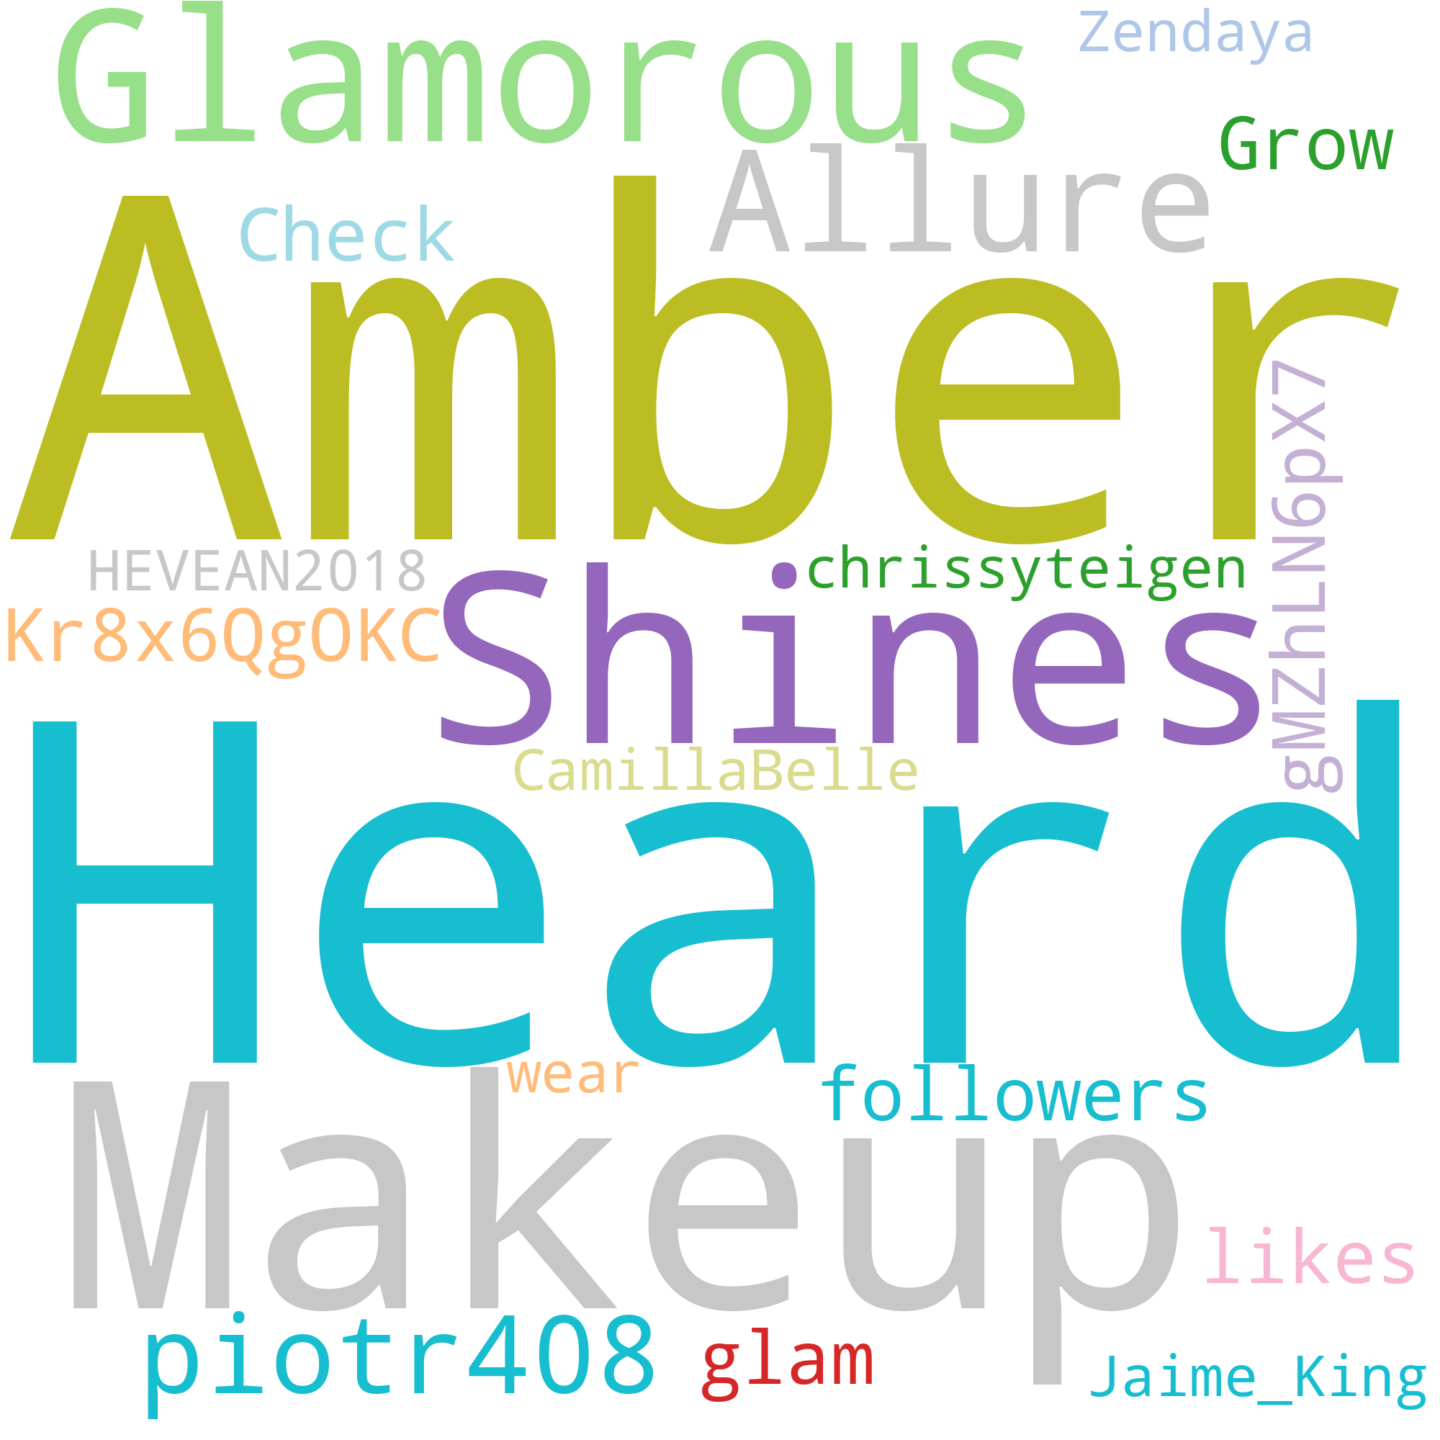 Glamorous
Zendaya
Grow
Allure
Check
Amber
gMZhLN6pX7
HEVEAN2018
chrissyteigen
Kr8x6QgOKC
Shines
CamillaBelle
Heard
wear
followers
Makeup
likes
piotr408
glam
Jaime_King